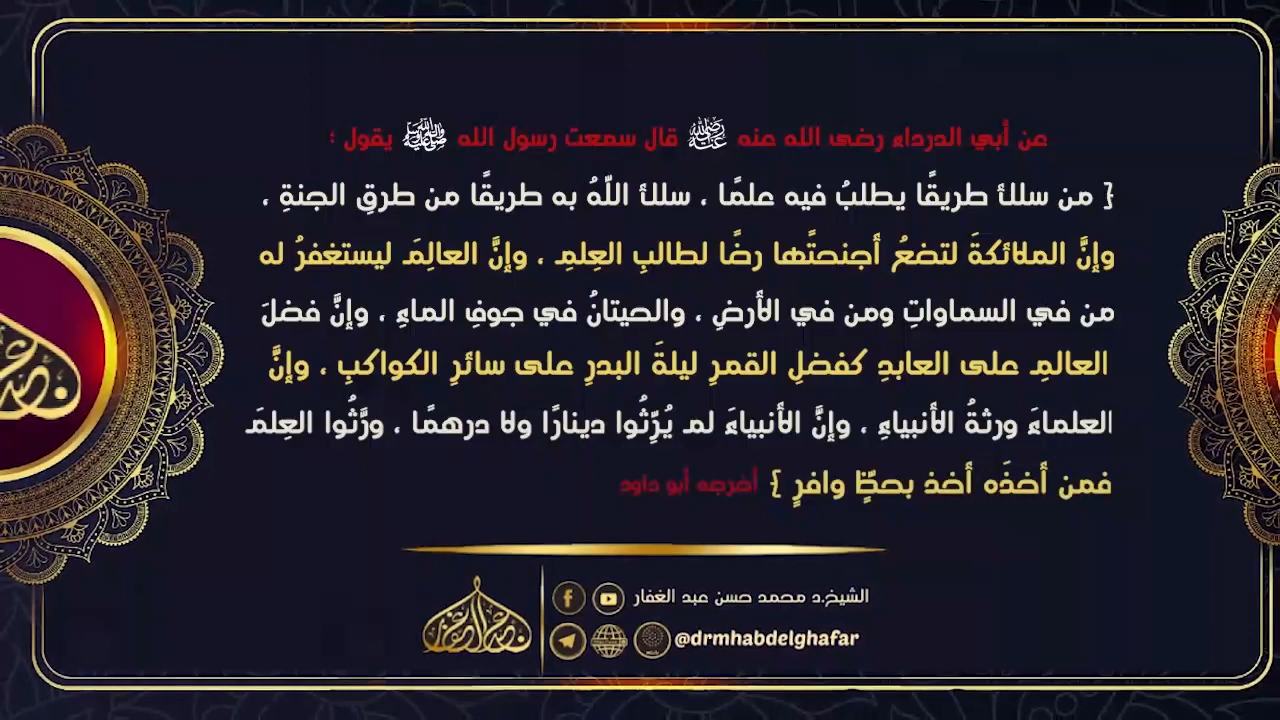 عن أبي الدرداء رضى الله عنه رضي الله عنه قال سمعت رسول الله ﷺ يقول :
{ من سلك طريقًا يطلبُ فيه علمًا ، سلك اللّهُ به طريقًا من طرقِ الجنةِ ،
وإنَّ الملائكةَ لتضعُ أجنحتَها رضًا لطالبِ العِلمِ ، وإنَّ العالِمَ ليستغفرُ له
من في السماواتِ ومن في الأرضِ ، والحيتانُ في جوفِ الماءِ ، وإنَّ فضلَ
العالمِ على العابدِ كفضلِ القمرِ ليلةَ البدرِ على سائرِ الكواكبِ ، وإنَّ
العلماءَ ورثةُ الأنبياءِ ، وإنَّ الأنبياءَ لم يُرِّثُوا دينارًا ولا درهمًا ، ورَّثُوا العِلمَ
فمن أخذَه أخذ بحظٍّ وافرٍ } أخرجه أبو داود
الشيخ.د محمد حسن عبد الغفار
@drmhabdelghafar